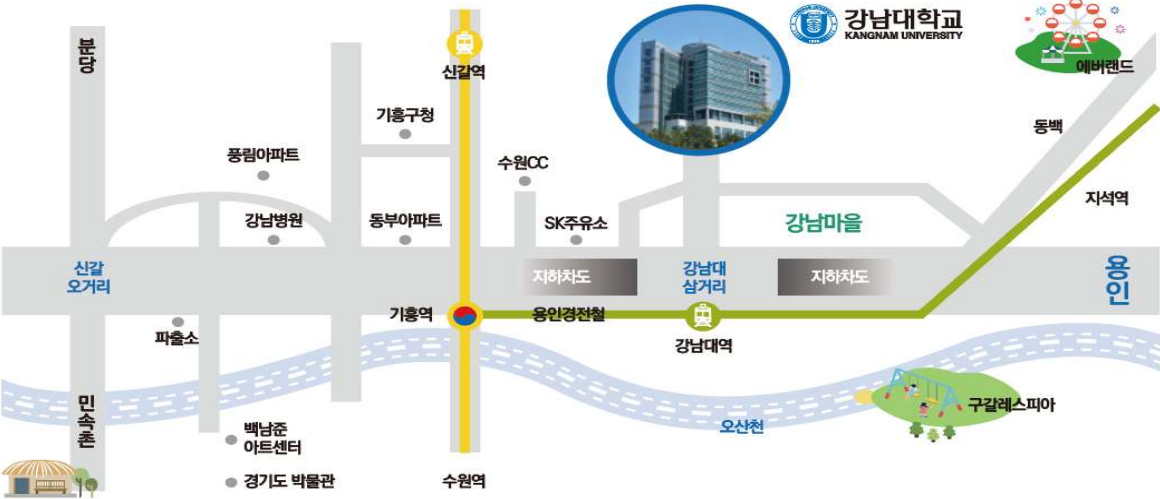 강남대학교
KANGNAM UNIVERSITY
에버랜드
분당
신갈역
기흥구청
동백
풍림아파트
수원CC
지석역
강남병원
동부아파트
SK주유소
강남마을
신갈
오거리
지하차도
강남대
삼거리
지하차도
용인
기흥역
용인경전철
파출소
강남대역
민속촌
구갈레스피아
오산천
백남준
아트센터
경기도 박물관
수원역